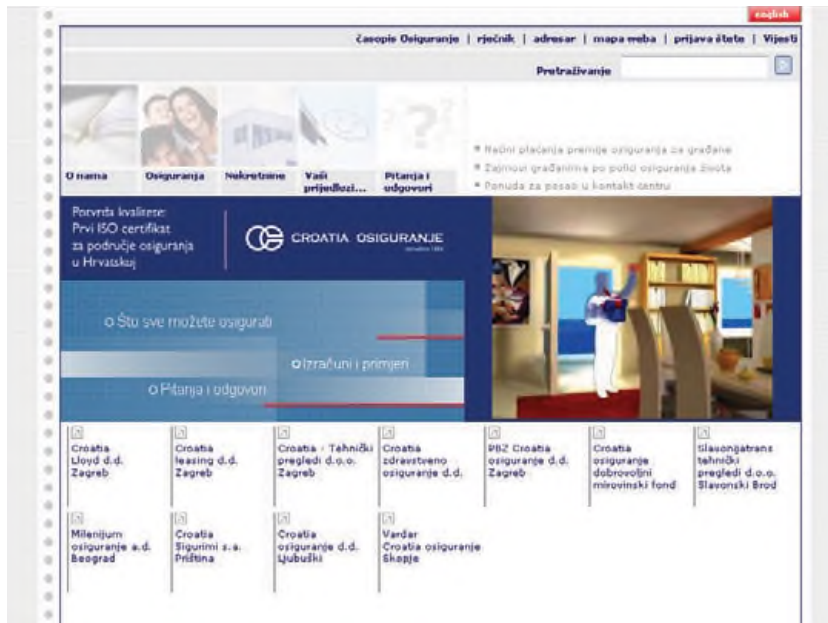 english
časopis Osiguranje | rječnik | adresar | mapa weba | prijava štete | Vijesti
Pretraživanje
Načini plaćanja premije osiguranja za građane
Zajmovi građanima po polici osiguranja života
Ponuda za posao u kontakt centru
O nama
Osiguranja
Nekretnine
Vaši
prijedlozi...
Pitanja i
odgovori
Potvrda kvalitete:
Prvi ISO certifikat
za područje osiguranja
u Hrvatskoj
CROATIA OSIGURANJE
Što sve možete osigurati
Izračuni i primjeri
Pitanja i odgovori
Croatia
Lloyd d.d.
Zagreb
Croatia
leasing d.d.
Zagreb
Croatia - Tehnički
pregledi d.o.o.
Zagreb
Croatia
zdravstveno
osiguranje d.d.
PBZ Croatia
osiguranje d.d.
Zagreb
Croatia
osiguranje
dobrovoljni
mirovinski fond
Slavonijatrans
tehnički
pregledi d.o.o.
Slavonski Brod
Milenijum
osiguranje a.d.
Beograd
Croatia
Sigurimi s.a.
Priština
Croatia
osiguranje d.d.
Ljubuški
Vardar
Croatia osiguranje
Skopje